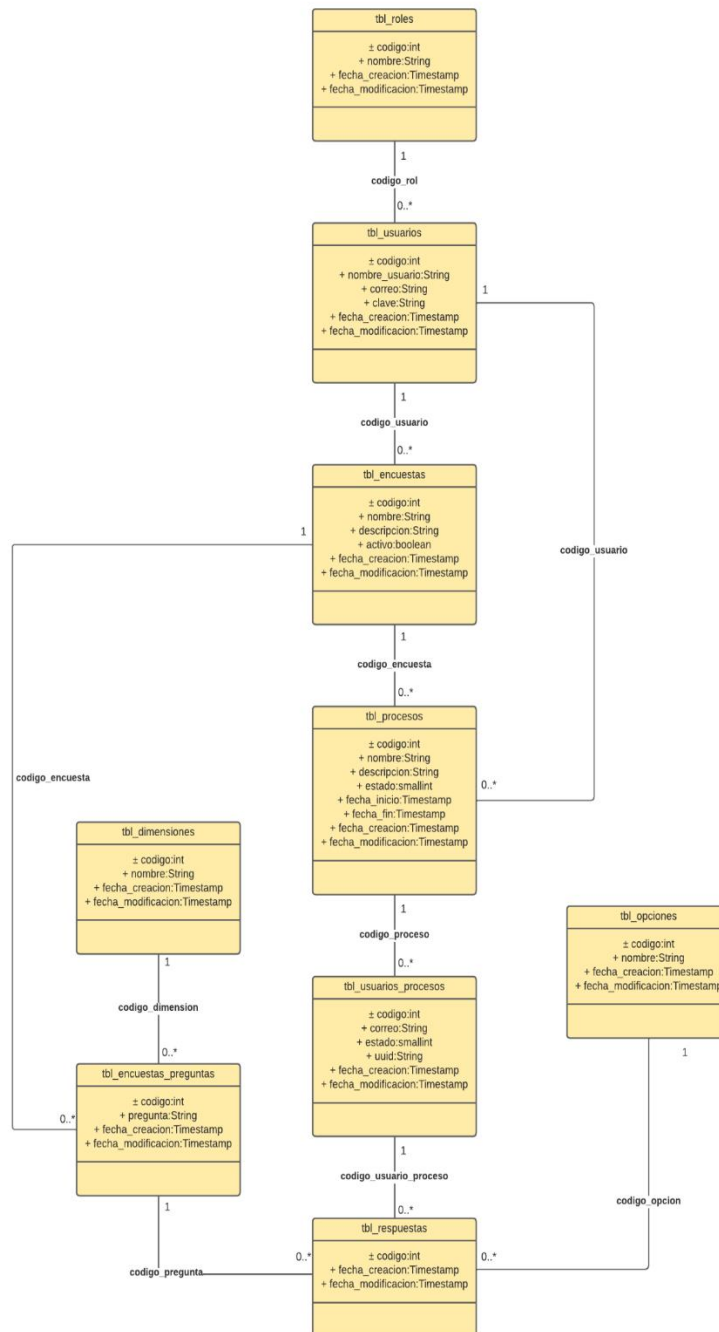 tbl_roles
± codigo:int
+ nombre:String
+ fecha_creacion:Timestamp
+ fecha_modificacion:Timestamp
1
codigo_rol
0..*
tbl_usuarios
± codigo:int
+ nombre_usuario:String
+ correo:String
+ clave:String
+ fecha_creacion:Timestamp
+ fecha_modificacion:Timestamp
1
1
codigo_usuario
0..*
tbl_encuestas
± codigo:int
+ nombre:String
+ descripcion:String
+ activo:boolean
+ fecha_creacion:Timestamp
+ fecha_modificacion:Timestamp
1
codigo_usuario
1
codigo_encuesta
0..*
tbl_procesos
± codigo:int
+ nombre:String
+ descripcion:String
+ estado:smallint
+ fecha_inicio:Timestamp
+ fecha_fin:Timestamp
+ fecha_creacion:Timestamp
+ fecha_modificacion:Timestamp
0..*
codigo_encuesta
tbl_dimensiones
± codigo:int
+ nombre:String
+ fecha_creacion:Timestamp
+ fecha_modificacion:Timestamp
1
codigo_proceso
0..*
tbl_opciones
± codigo:int
+ nombre:String
+ fecha_creacion:Timestamp
+ fecha_modificacion:Timestamp
1
codigo_dimension
0..*
tbl_usuarios_procesos
± codigo:int
+ correo:String
+ estado:smallint
+ uuid:String
+ fecha_creacion:Timestamp
+ fecha_modificacion:Timestamp
1
tbl_encuestas_preguntas
± codigo:int
+ pregunta:String
+ fecha_creacion:Timestamp
+ fecha_modificacion:Timestamp
0..*
1
codigo_usuario_proceso
0..*
1
codigo_opcion
tbl_respuestas
± codigo:int
+ fecha_creacion:Timestamp
+ fecha_modificacion:Timestamp
0..*
0..*
codigo_pregunta